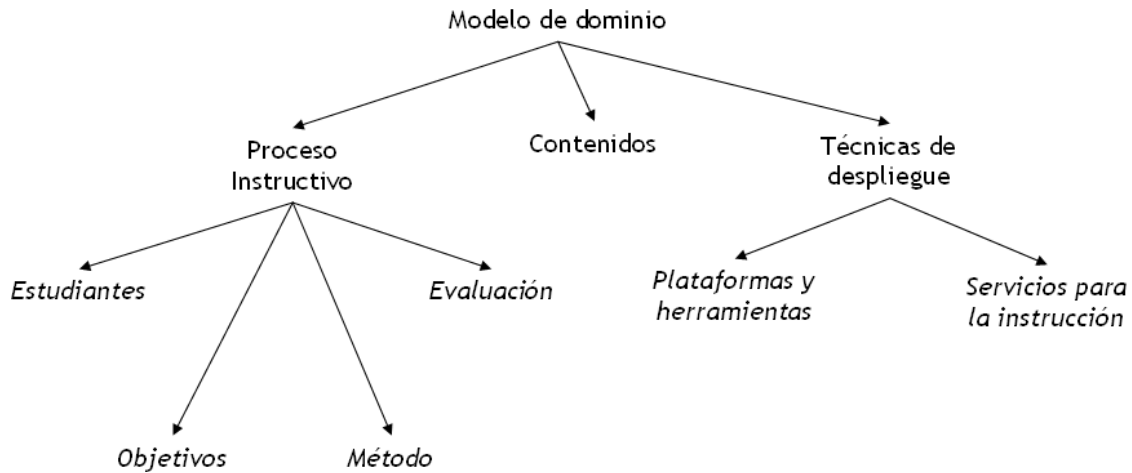 Modelo de dominio
Proceso
Instructivo
Contenidos
Técnicas de
despliegue
Estudiantes
Evaluación
Plataformas y
herramientas
Servicios para
la instrucción
Objetivos
Método